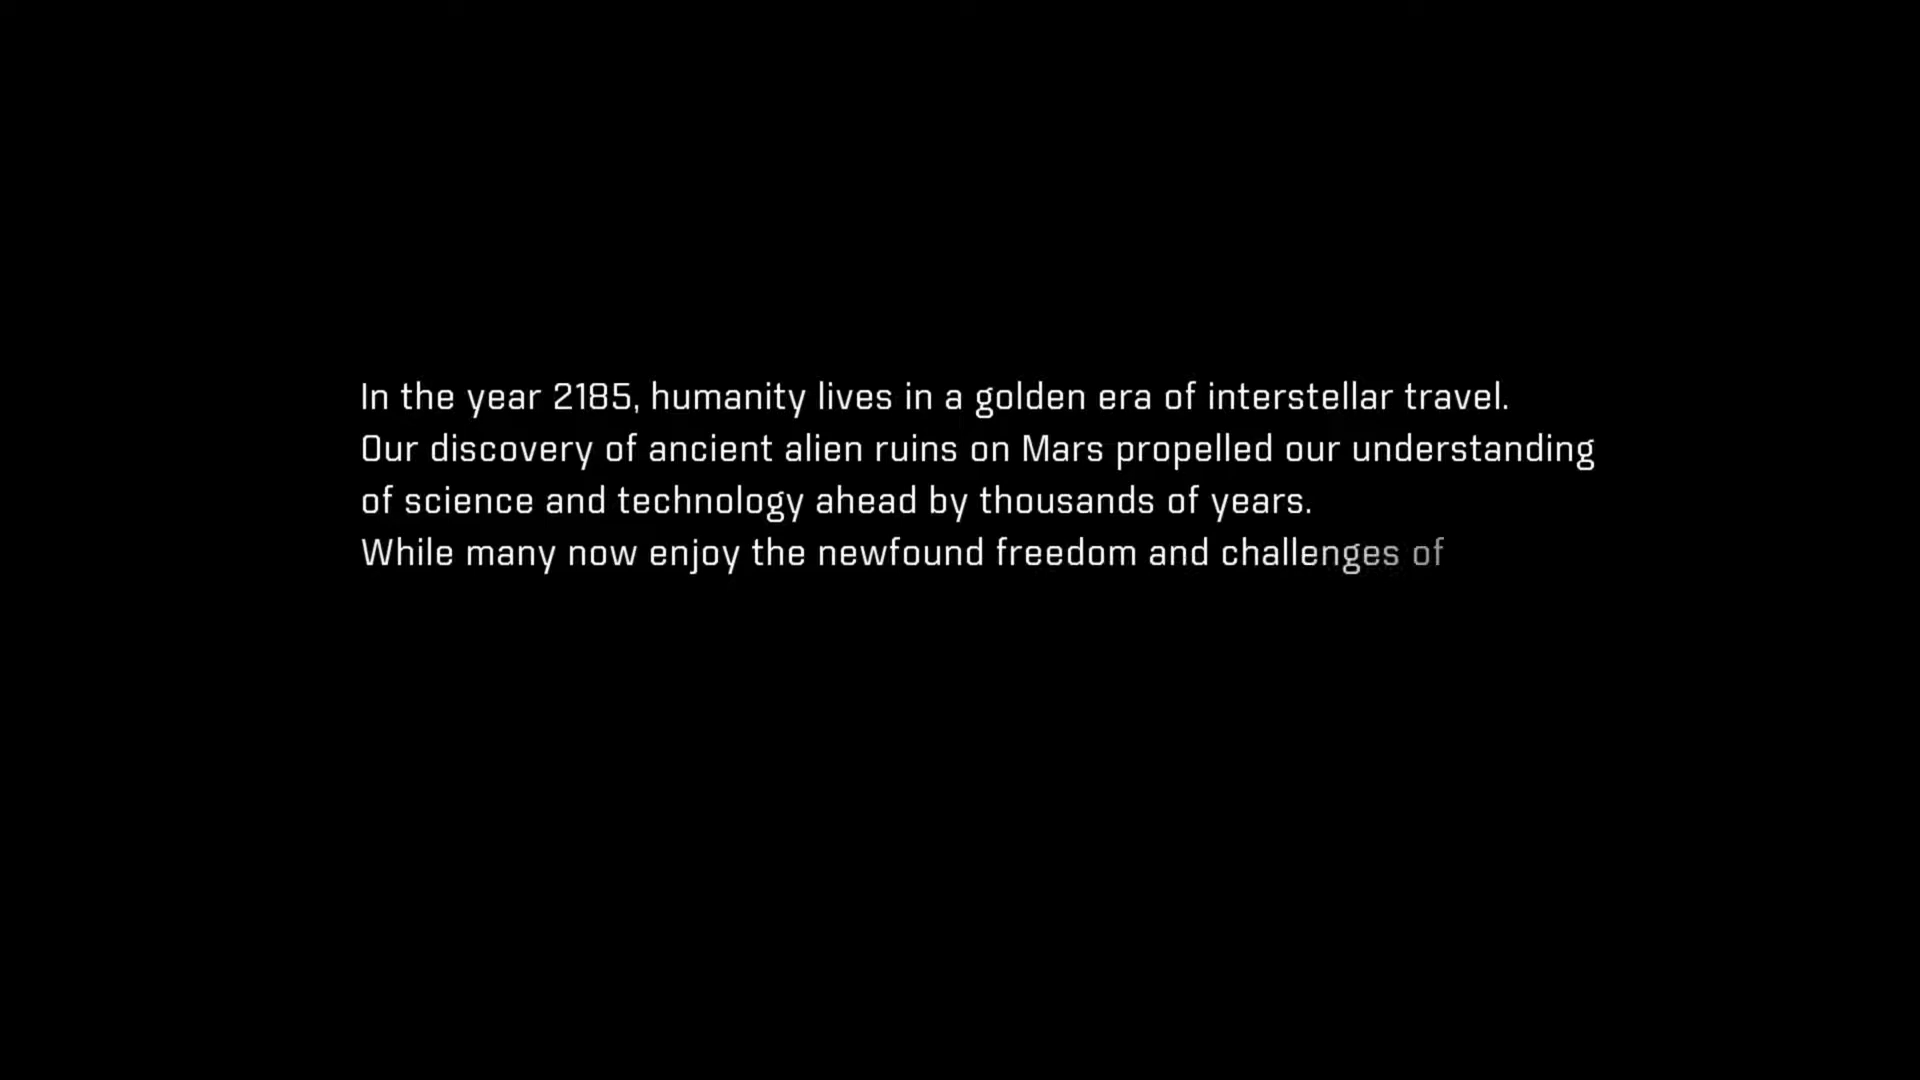 In the year 2185, humanity lives in a golden era of interstellar travel.
Our discovery of ancient alien ruins on Mars propelled our understanding
of science and technology ahead by thousands of years.
While many now enjoy the newfound freedom and challenges of